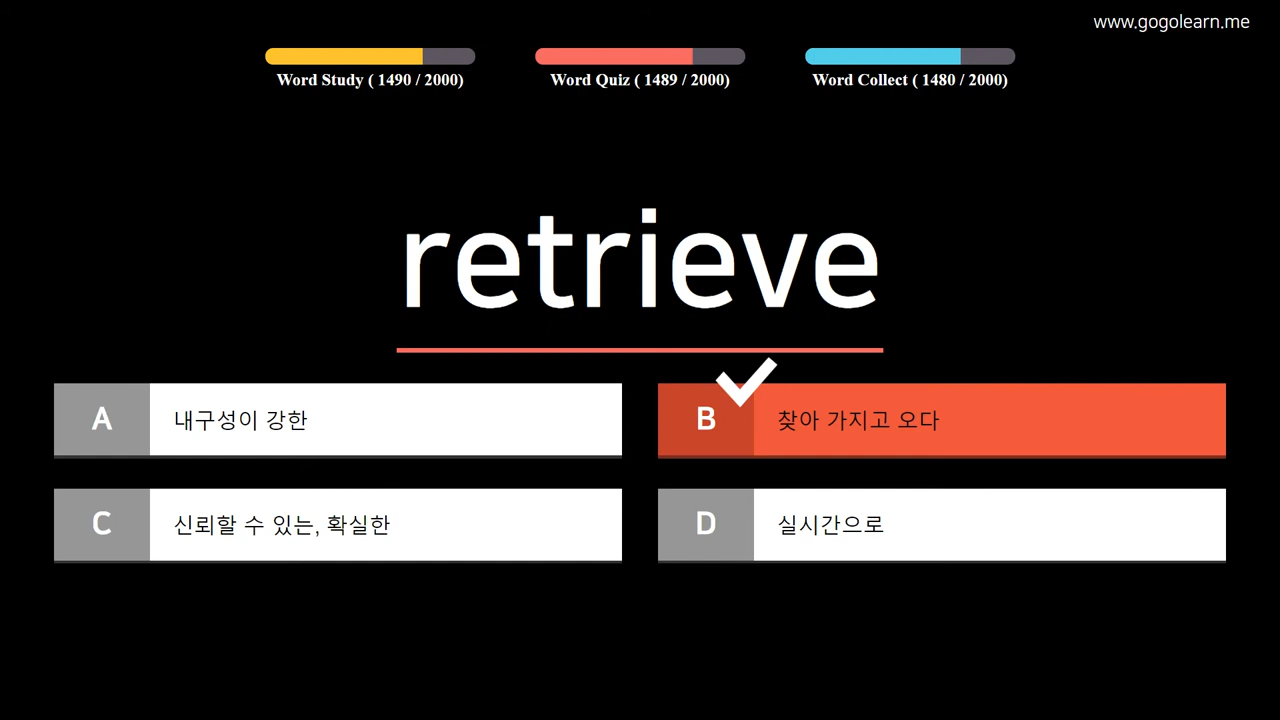 www.gogolearn.me
Word Study ( 1490 / 2000)
Word Quiz ( 1489 / 2000)
Word Collect ( 1480 / 2000)
retrieve
A 내구성이 강한
B 찾아 가지고 오다
C 신뢰할 수 있는, 확실한
D 실시간으로